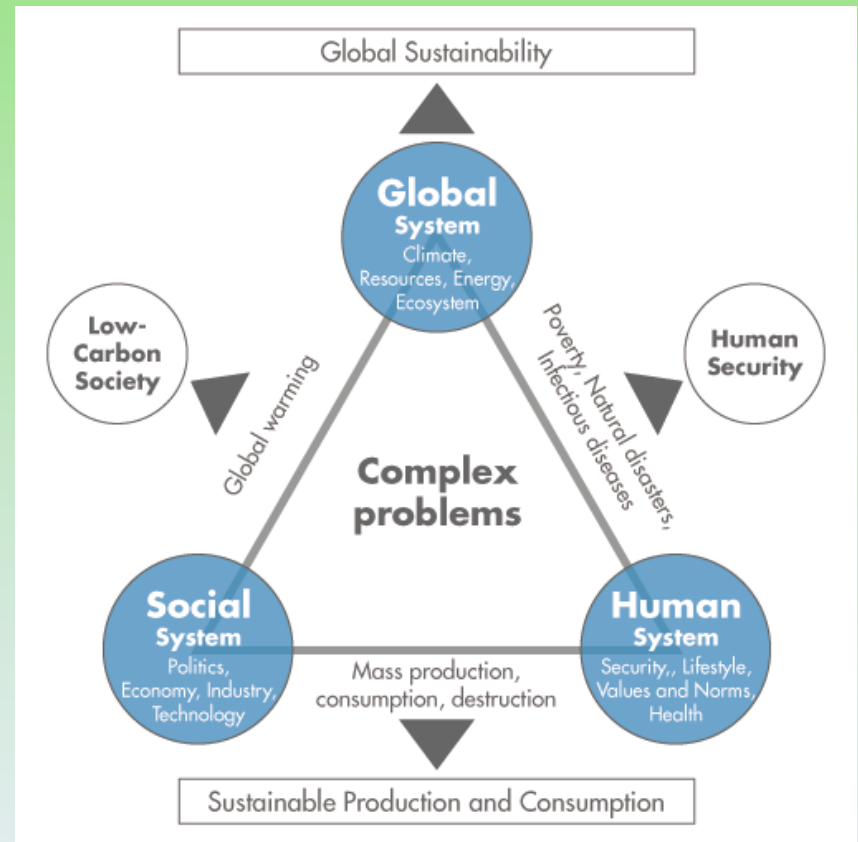 Global Sustainability
Global
System
Climate,
Resources, Energy,
Ecosystem
Low-
Carbon
Society
Human
Security
Global warming
Poverty, Natural disasters,
Infectious diseases
Complex
problems
Social
System
Politics,
Economy, Industry,
Technology
Human
System
Security,, Lifestyle,
Values and Norms,
Health
Mass production,
consumption, destruction
Sustainable Production and Consumption